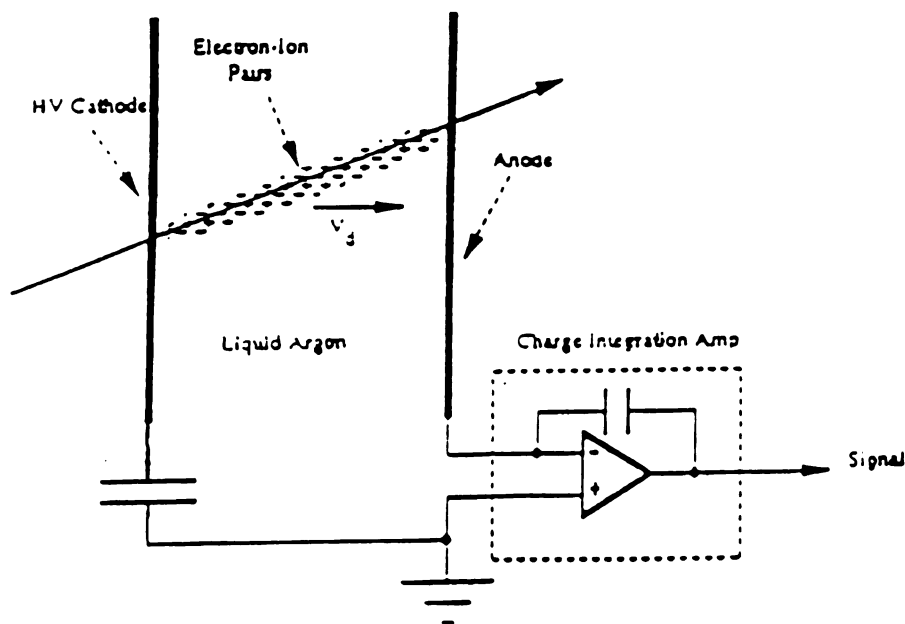 Electron-Ion
Pairs
HV Cathode
Anode
V
d
Liquid Argon
Charge Integration Amp
-
+
Signal